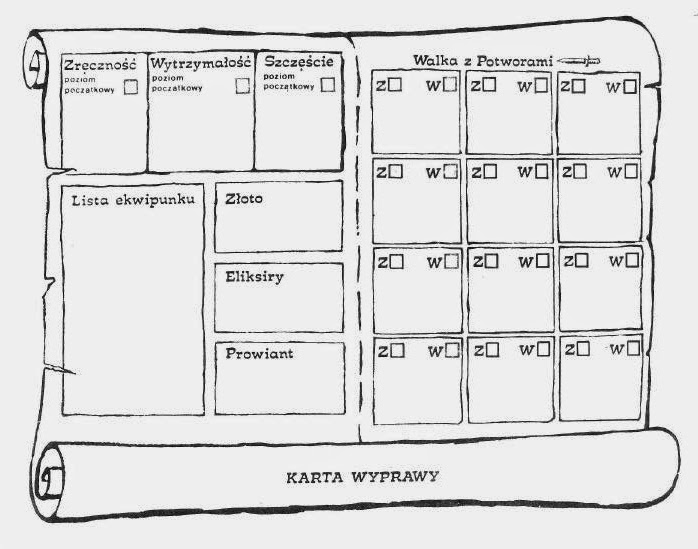 Zręczność
poziom
początkowy
Wytrzymałość
poziom
początkowy
Szczęście
poziom
początkowy
Lista ekwipunku
Złoto
Eliksiry
Prowiant
Walka z Potworami
Z W Z W Z W
Z W Z W Z W
Z W Z W Z W
Z W Z W Z W
KARTA WYPRAWY